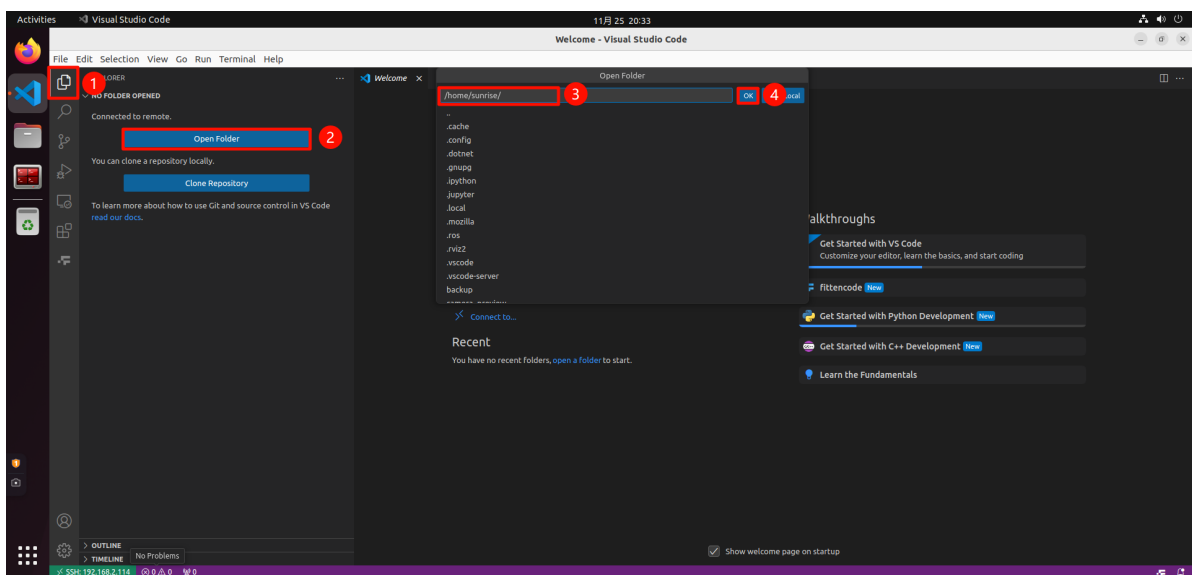 Activities
Visual Studio Code
11月 25 20:33
Welcome - Visual Studio Code
File Edit Selection View Go Run Terminal Help
1
NO FOLDER OPENED
Connected to remote.
Open Folder
2
You can clone a repository locally.
Clone Repository
To learn more about how to use Git and source control in VS Code
read our docs.
Welcome
Open Folder
/home/sunrise/
3
OK
4
..
.cache
.config
.dotnet
.gnupg
.ipython
.jupyter
.local
.mozilla
.ros
.rviz2
.vscode
.vscode-server
backup
Connect to...
Recent
You have no recent folders, open a folder to start.
alkthroughs
Get Started with VS Code
Customize your editor, learn the basics, and start coding
fittencode New
Get Started with Python Development New
Get Started with C++ Development New
Learn the Fundamentals
Show welcome page on startup
OUTLINE
TIMELINE
No Problems
SSH: 192.168.2.114
0 0
0